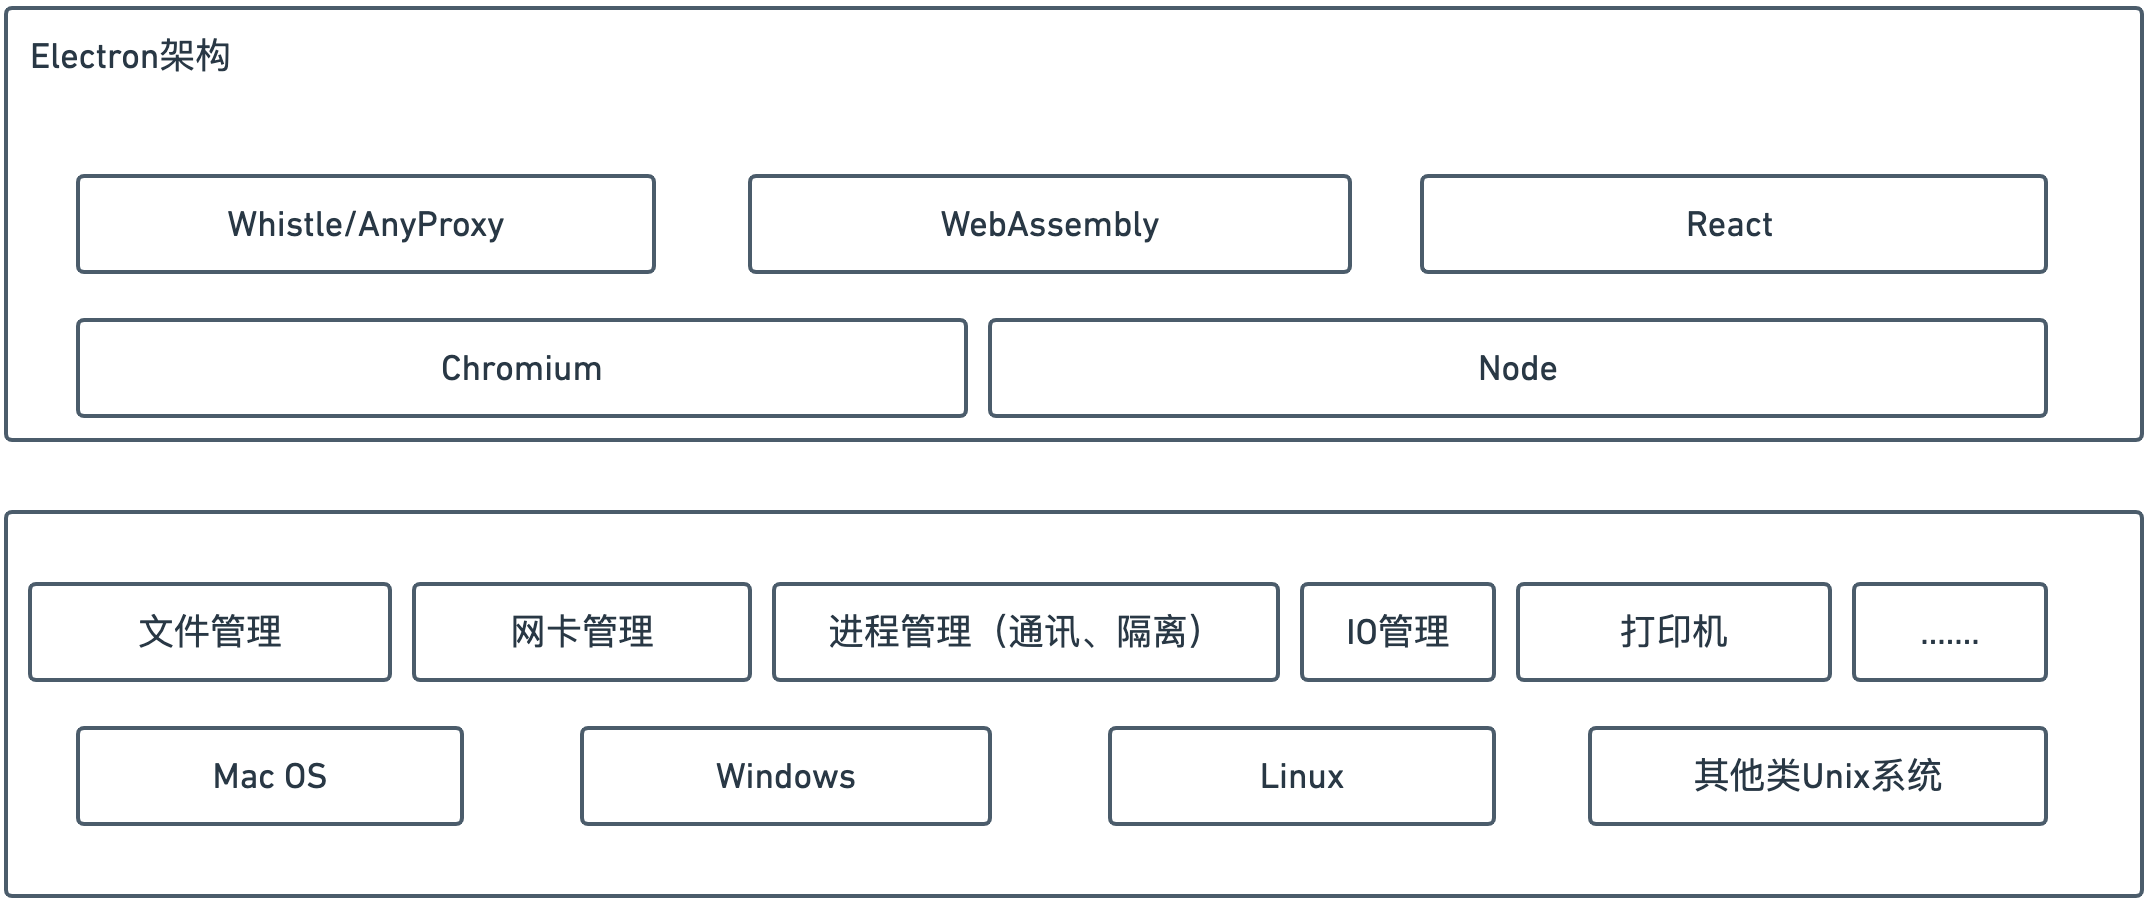 Electron架构
Whistle/AnyProxy
WebAssembly
React
Chromium
Node
文件管理
网卡管理
进程管理（通讯、隔离）
IO管理
打印机
.......
Mac OS
Windows
Linux
其他类Unix系统